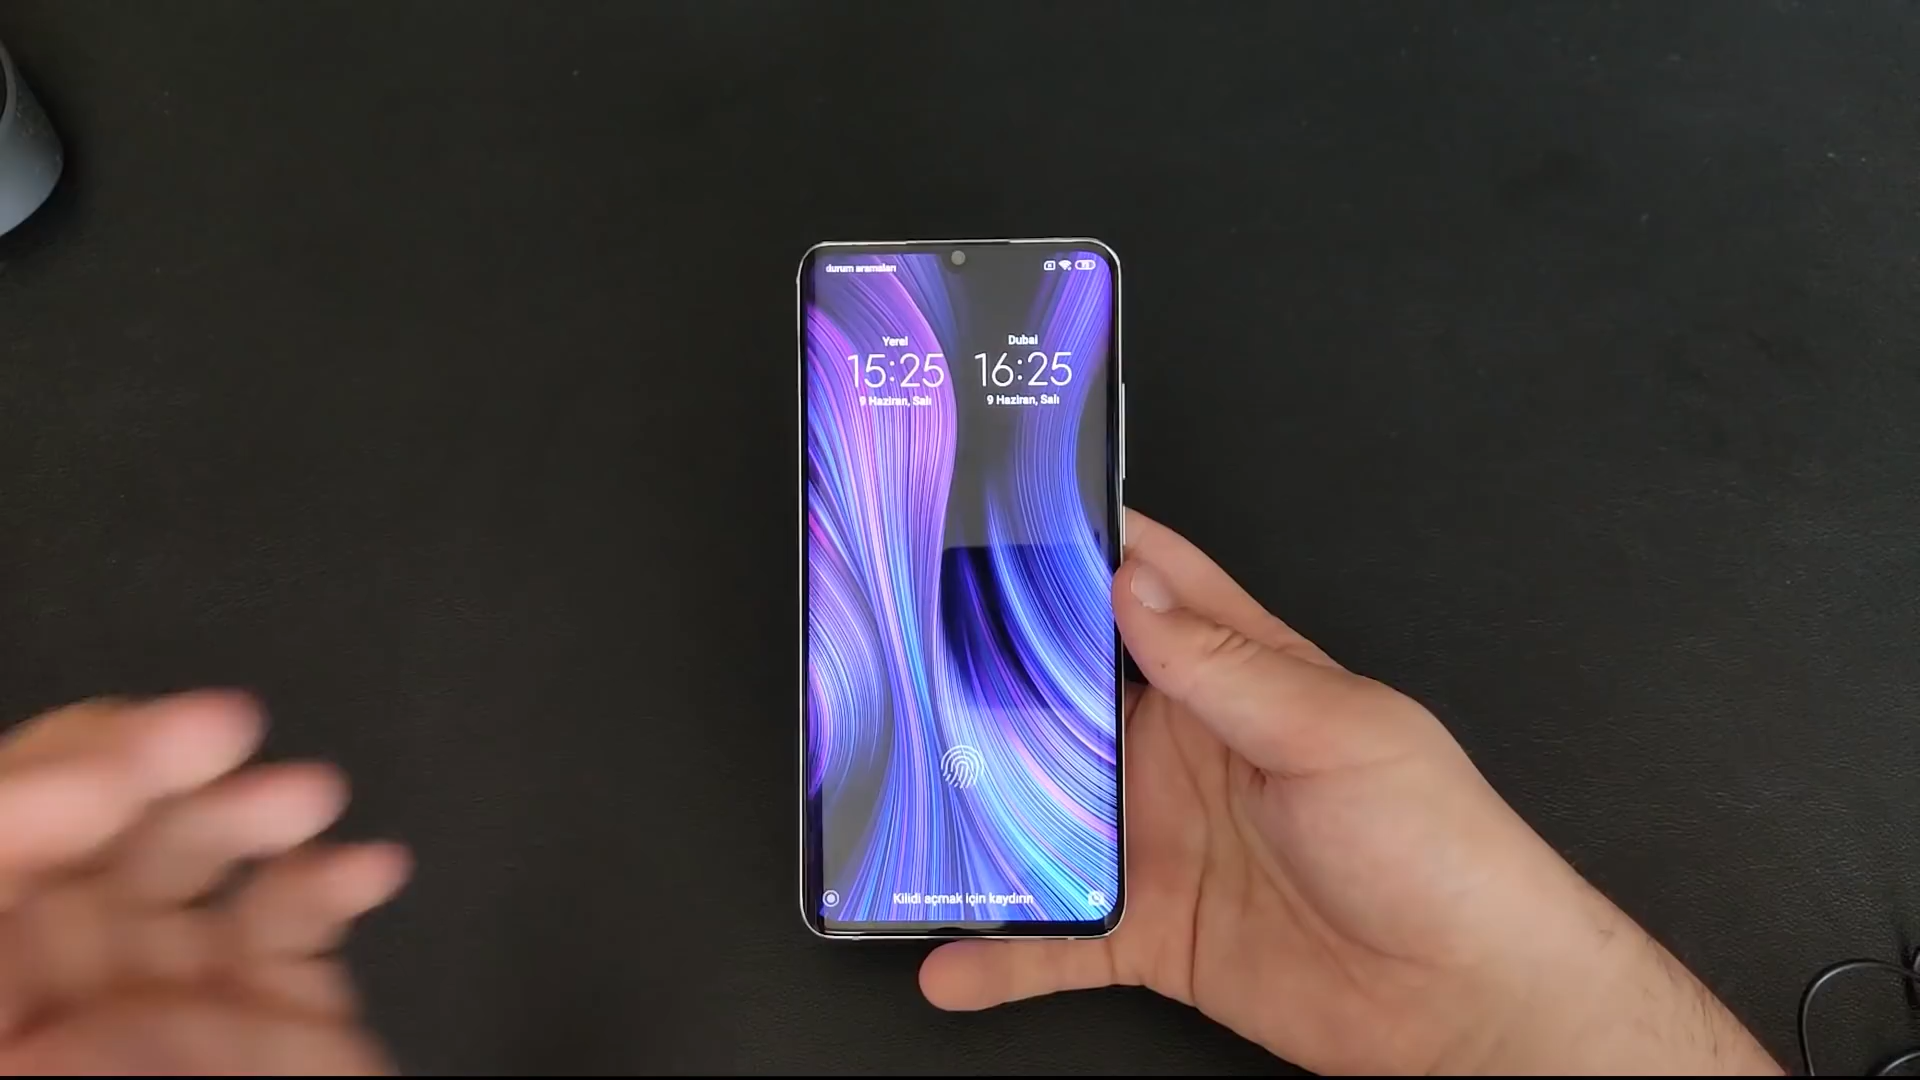 durum aramaları
Yerel
15:25
9 Haziran, Salı
Dubai
16:25
9 Haziran, Salı
Kilidi açmak için kaydırın